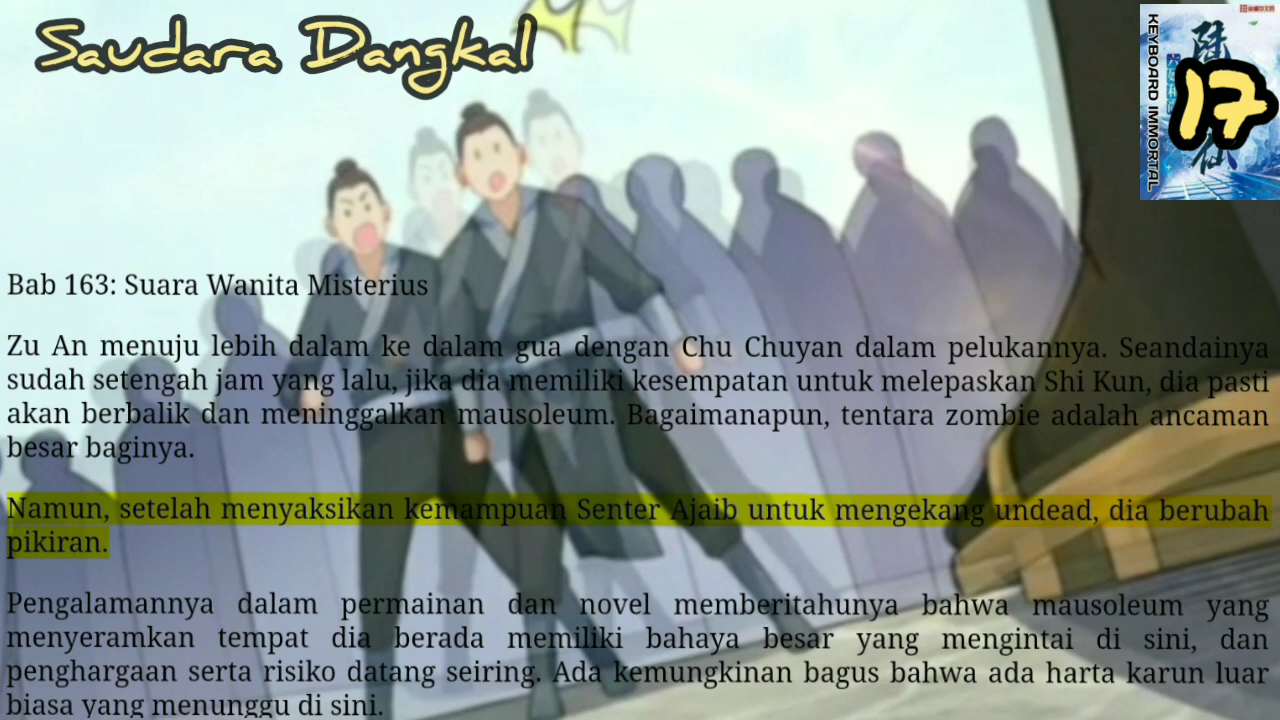 Saudara Dangkal
KEYBOARD IMMORTAL
17
Bab 163: Suara Wanita Misterius
Zu An menuju lebih dalam ke dalam gua dengan Chu Chuyan dalam pelukannya. Seandainya
sudah setengah jam yang lalu, jika dia memiliki kesempatan untuk melepaskan Shi Kun, dia pasti
akan berbalik dan meninggalkan mausoleum. Bagaimanapun, tentara zombie adalah ancaman
besar baginya.
Namun, setelah menyaksikan kemampuan Senter Ajaib untuk mengekang undead, dia berubah
pikiran.
Pengalamannya dalam permainan dan novel memberitahunya bahwa mausoleum yang
menyeramkan tempat dia berada memiliki bahaya besar yang mengintai di sini, dan
penghargaan serta risiko datang seiring. Ada kemungkinan bagus bahwa ada harta karun luar
biasa yang menunggu di sini.